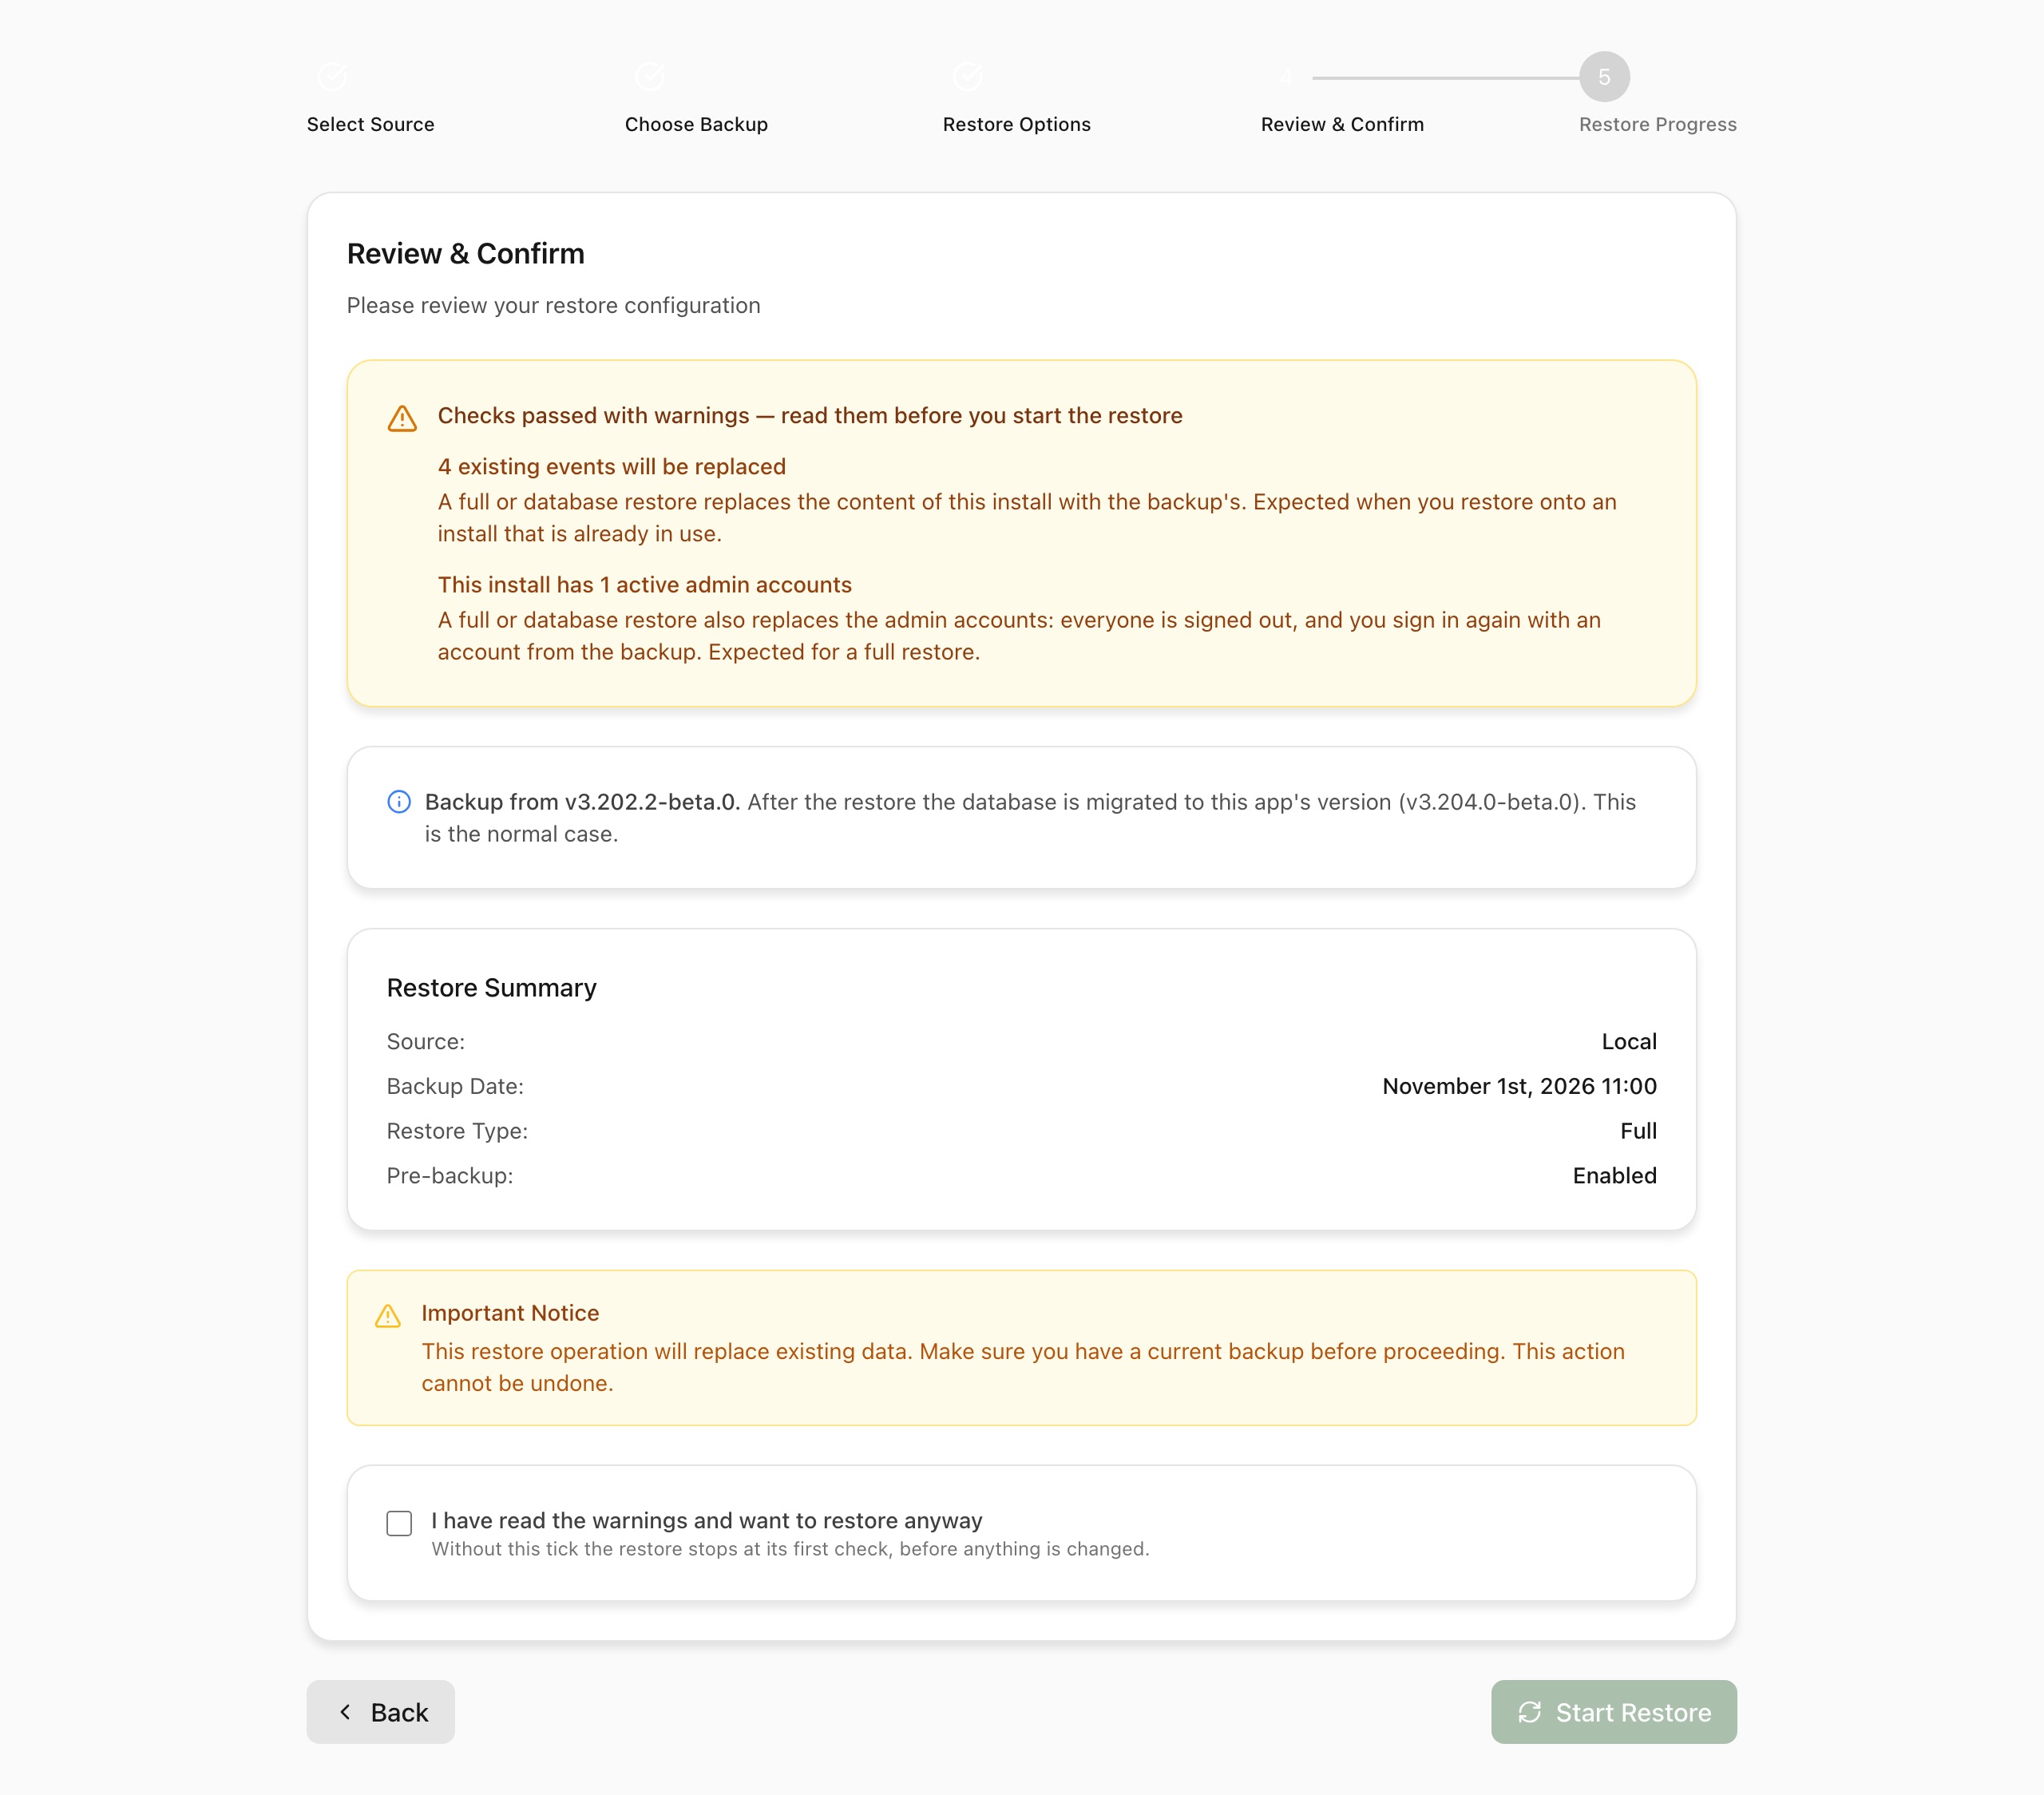 Select Source
Choose Backup
Restore Options
4
Review & Confirm
5
Restore Progress
Review & Confirm
Please review your restore configuration
Checks passed with warnings — read them before you start the restore
4 existing events will be replaced
A full or database restore replaces the content of this install with the backup's. Expected when you restore onto an
install that is already in use.
This install has 1 active admin accounts
A full or database restore also replaces the admin accounts: everyone is signed out, and you sign in again with an
account from the backup. Expected for a full restore.
Backup from v3.202.2-beta.0. After the restore the database is migrated to this app's version (v3.204.0-beta.0). This
is the normal case.
Restore Summary
Source: Local
Backup Date: November 1st, 2026 11:00
Restore Type: Full
Pre-backup: Enabled
Important Notice
This restore operation will replace existing data. Make sure you have a current backup before proceeding. This action
cannot be undone.
I have read the warnings and want to restore anyway
Without this tick the restore stops at its first check, before anything is changed.
Back
Start Restore